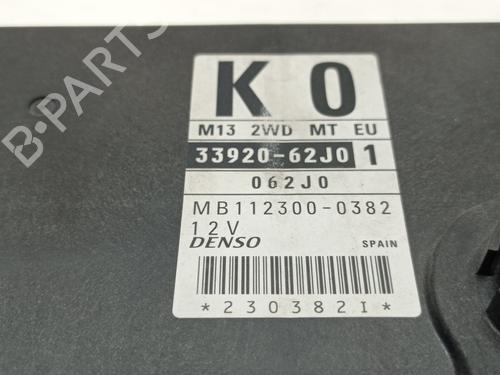 K 0
M13 2WD MT EU
33920-62J0 1
062J0
MB112300-0382
12V
DENSO SPAIN
*230382I*
B-PARTS